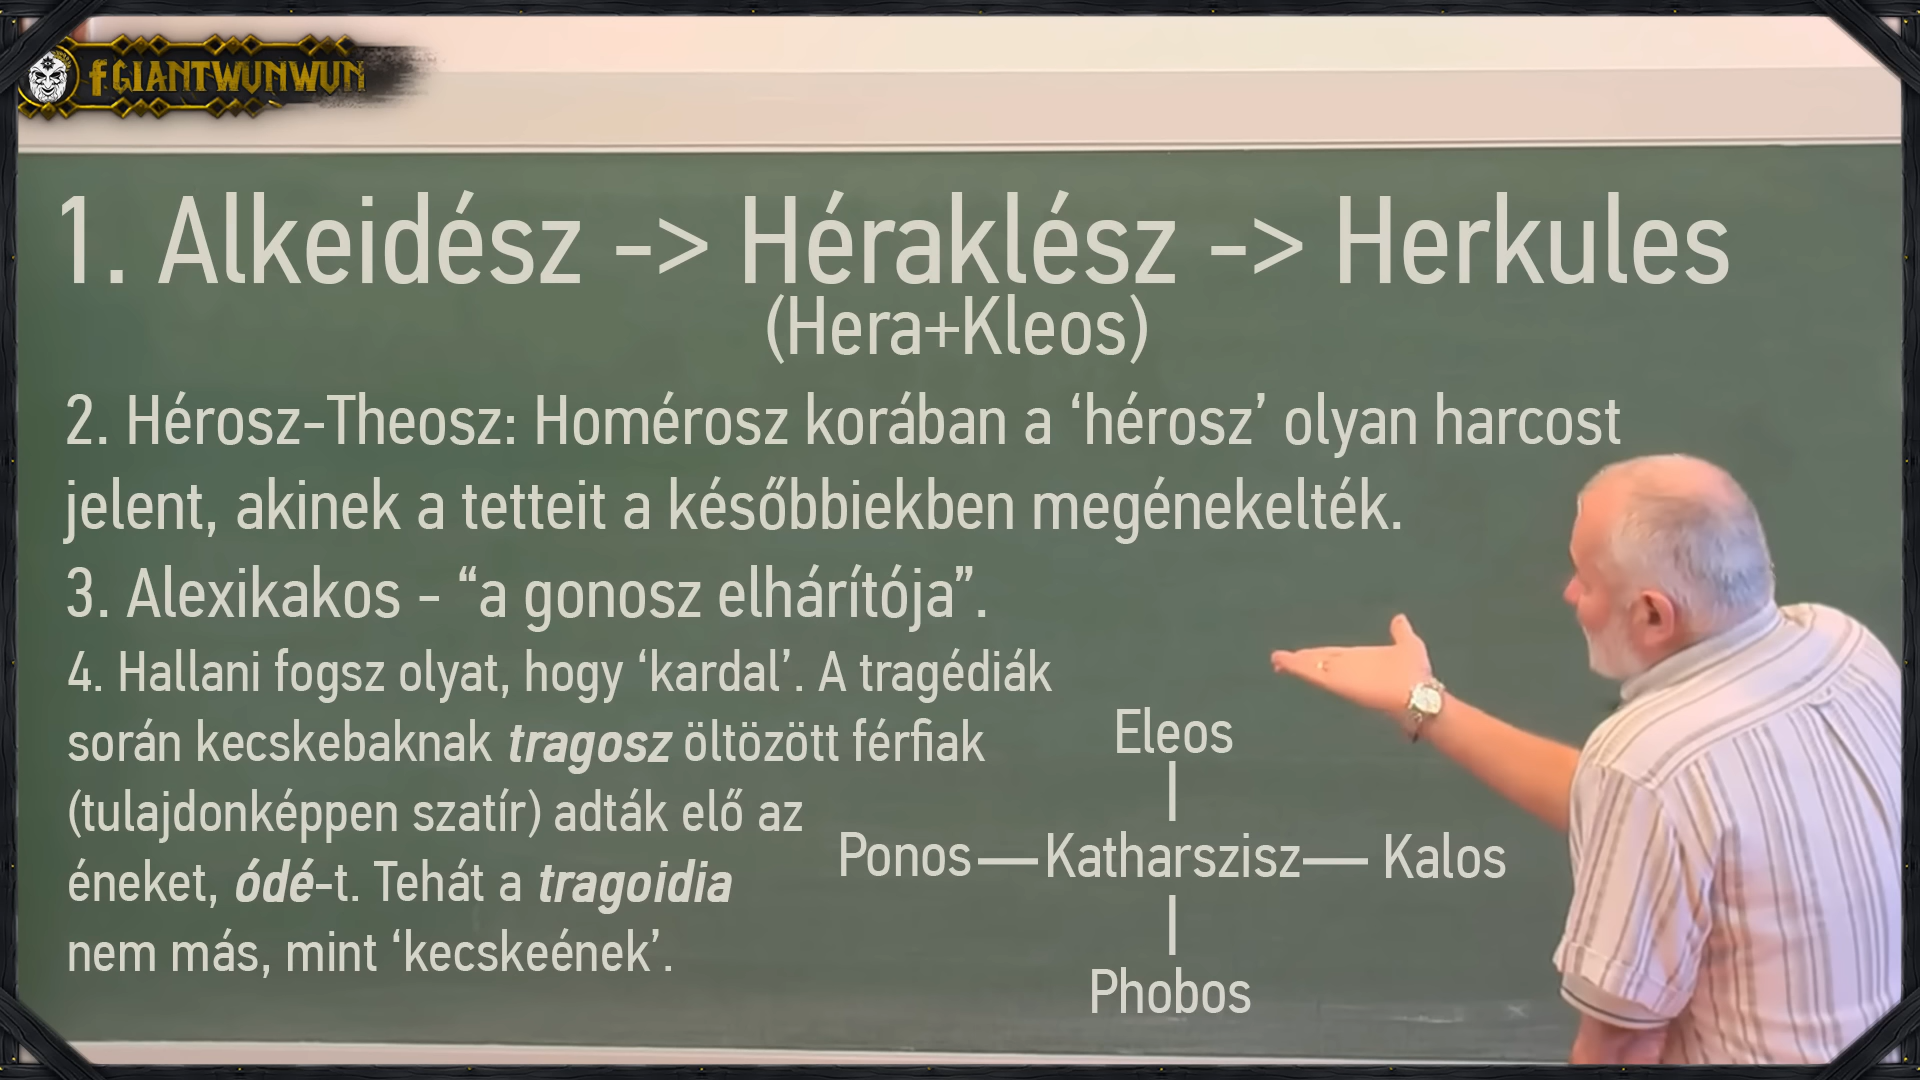 fGIANTWUNWUN
1. Alkeidész -> Héraklész -> Herkules
(Hera+Kleos)
2. Hérosz-Theosz: Homérosz korában a ‘hérosz’ olyan harcost
jelent, akinek a tetteit a későbbiekben megénekelték.
3. Alexikakos - “a gonosz elhárítója”.
4. Hallani fogsz olyat, hogy ‘kardal’. A tragédiák
során kecskebaknak tragosz öltözött férfiak
(tulajdonképpen szatír) adták elő az
éneket, ódé-t. Tehát a tragoidia
nem más, mint ‘kecskeének’.
Eleos
Ponos — Katharszisz — Kalos
Phobos